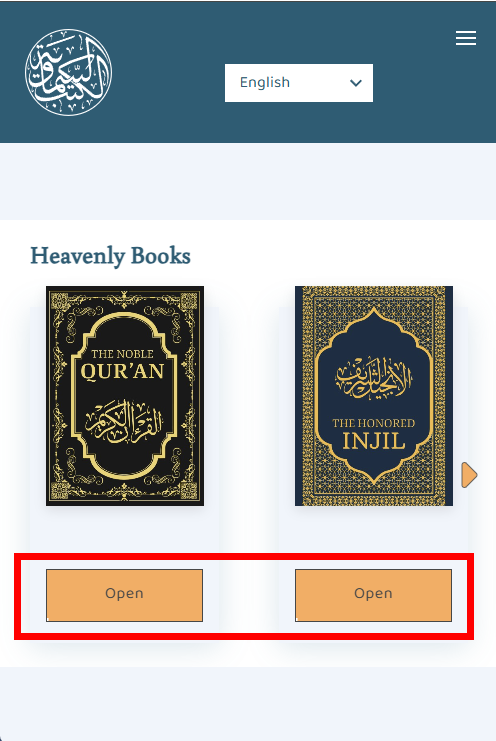 الكتب السماوية
English
Heavenly Books
THE NOBLE
QUR'AN
القرآن الكريم
الإنجيل الشريف
THE HONORED
INJIL
Open
Open